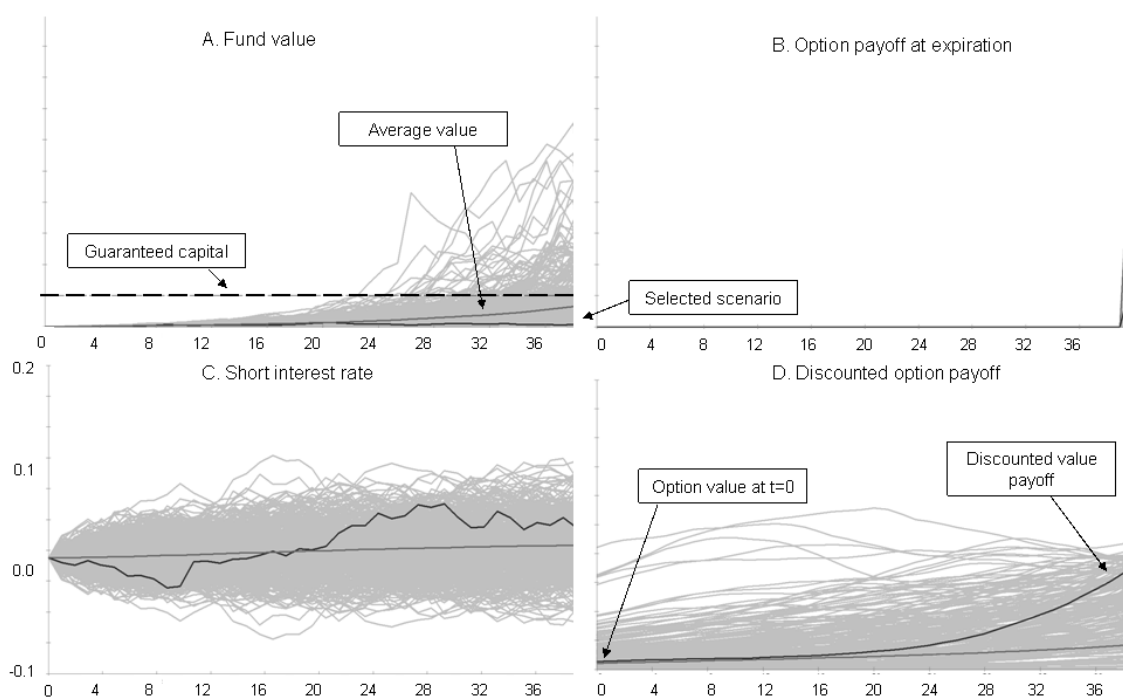 A. Fund value
B. Option payoff at expiration
Average value
Guaranteed capital
Selected scenario
0 4 8 12 16 20 24 28 32 36
0 4 8 12 16 20 24 28 32 36
C. Short interest rate
D. Discounted option payoff
0.2
0.1
0.0
-0.1
Discounted value
payoff
Option value at t=0
0 4 8 12 16 20 24 28 32 36
0 4 8 12 16 20 24 28 32 36